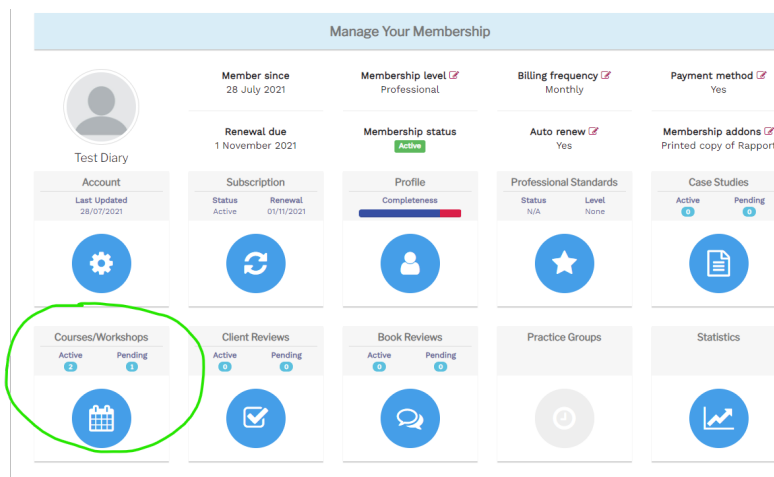 Manage Your Membership
Member since Membership level Billing frequency Payment method
28 July 2021 Professional Monthly Yes
Renewal due Membership status Auto renew Membership addons
1 November 2021 Active Yes Printed copy of Rapport
Test Diary
Account Subscription Profile Professional Standards Case Studies
Last Updated Status Renewal Completeness Status Level Active Pending
28/07/2021 Active 01/11/2021 N/A None 0 0
Courses/Workshops Client Reviews Book Reviews Practice Groups Statistics
Active Pending Active Pending Active Pending
2 1 0 0 0 0